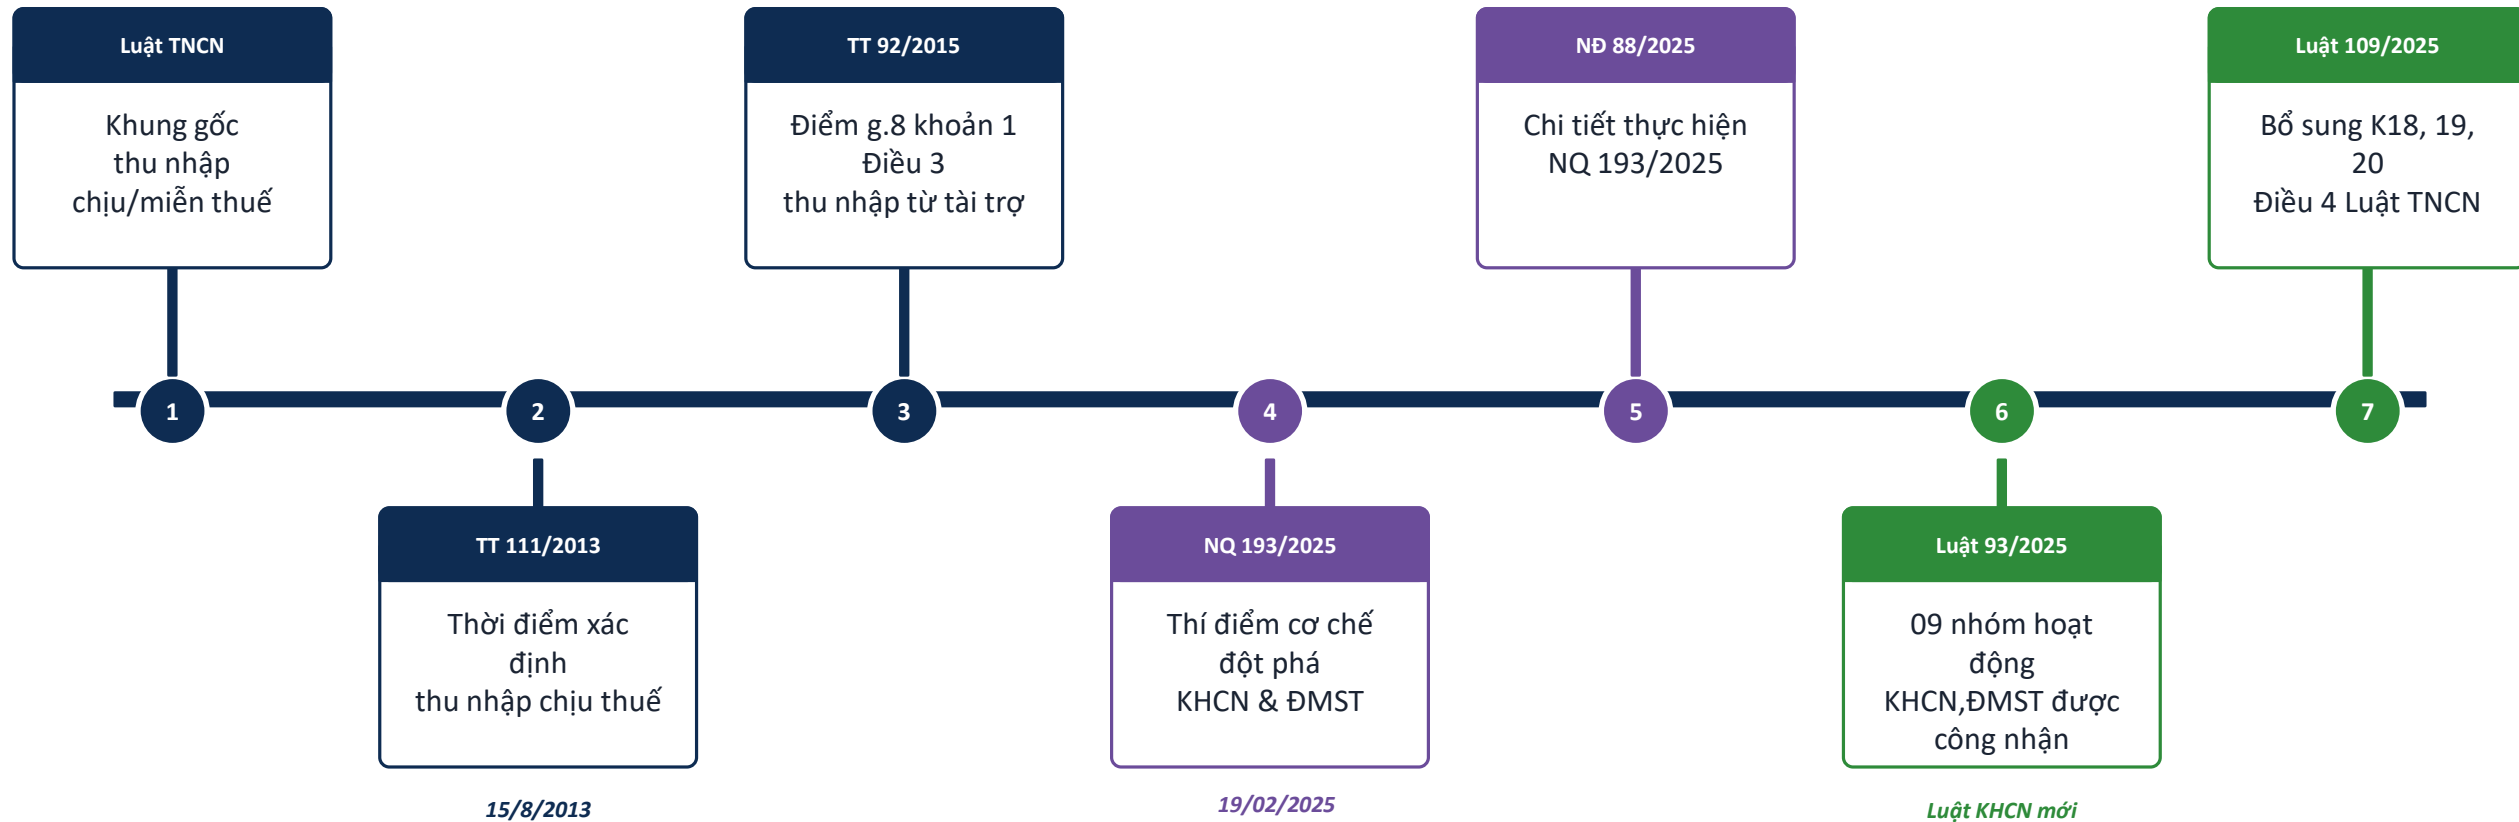 Luật TNCN
Khung gốc
thu nhập
chịu/miễn thuế
TT 92/2015
Điểm g.8 khoản 1
Điều 3
thu nhập từ tài trợ
NĐ 88/2025
Chi tiết thực hiện
NQ 193/2025
Luật 109/2025
Bổ sung K18, 19,
20
Điều 4 Luật TNCN
1
2
3
4
5
6
7
TT 111/2013
Thời điểm xác
định
thu nhập chịu thuế
15/8/2013
NQ 193/2025
Thí điểm cơ chế
đột phá
KHCN & ĐMST
19/02/2025
Luật 93/2025
09 nhóm hoạt
động
KHCN,ĐMST được
công nhận
Luật KHCN mới